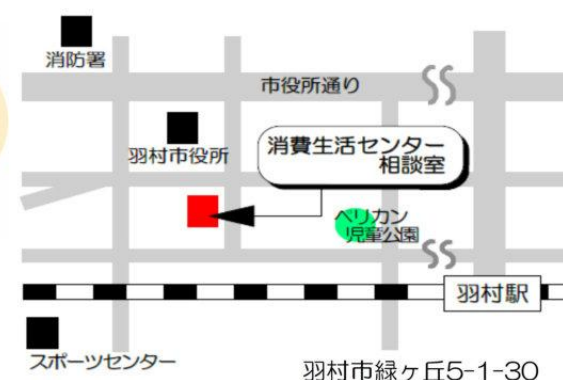 消防署
市役所通り
羽村市役所
消費生活センター
相談室
ペリカン
児童公園
羽村駅
スポーツセンター
羽村市緑ヶ丘5-1-30